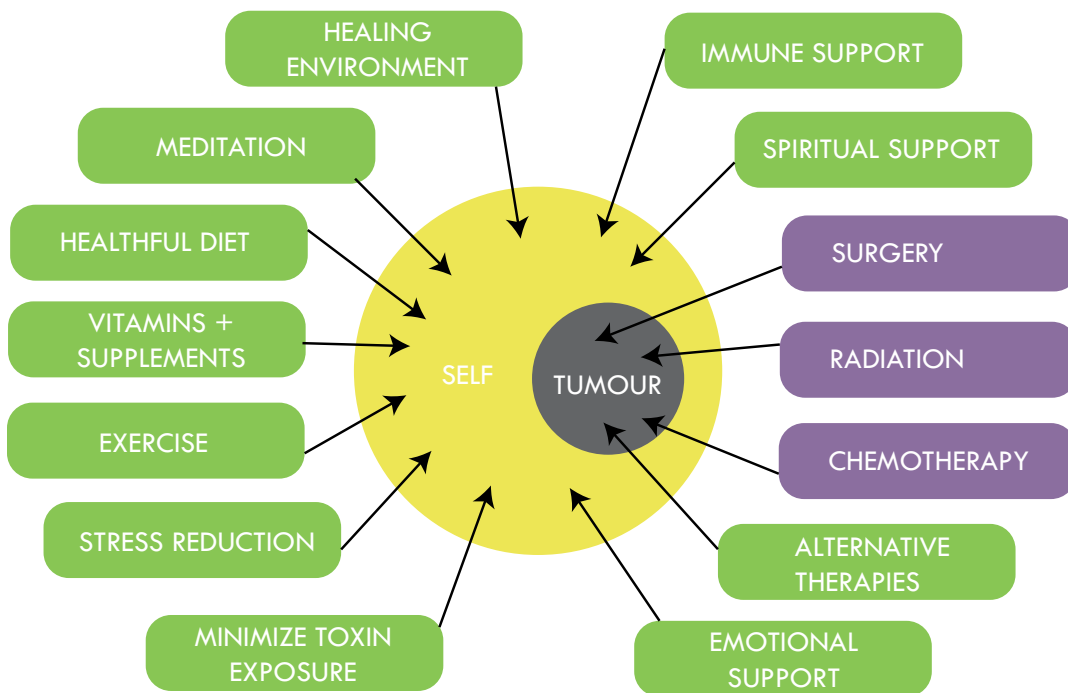 HEALING
ENVIRONMENT
IMMUNE SUPPORT
MEDITATION
SPIRITUAL SUPPORT
HEALTHFUL DIET
SURGERY
VITAMINS +
SUPPLEMENTS
RADIATION
SELF
TUMOUR
EXERCISE
CHEMOTHERAPY
STRESS REDUCTION
ALTERNATIVE
THERAPIES
MINIMIZE TOXIN
EXPOSURE
EMOTIONAL
SUPPORT